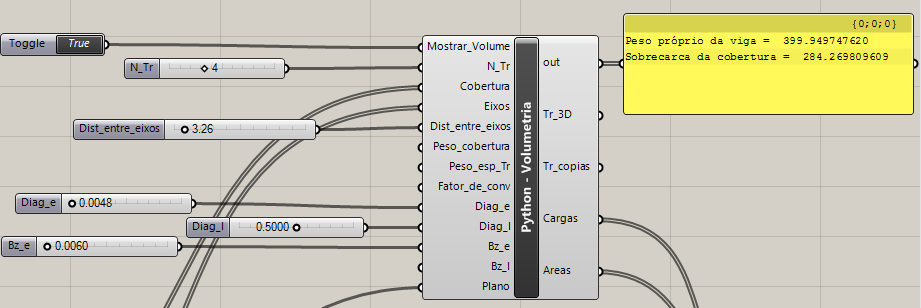 {0;0;0}
Peso próprio da viga =  399.949747620
Sobrecarca da cobertura =  284.269809609
Toggle True
N_Tr 4
Dist_entre_eixos 3.26
Diag_e 0.0048
Diag_l 0.5000
Bz_e 0.0060
Mostrar_Volume
N_Tr
Cobertura
Eixos
Dist_entre_eixos
Peso_cobertura
Peso_esp_Tr
Fator_de_conv
Diag_e
Diag_l
Bz_e
Bz_l
Plano
Python - Volumetria
out
Tr_3D
Tr_copias
Cargas
Areas